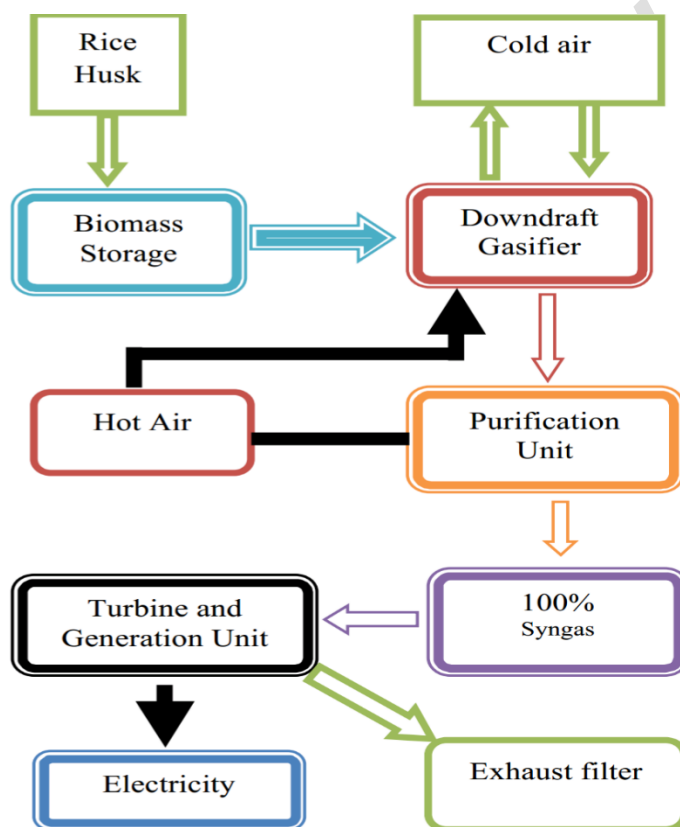 Rice
Husk
Cold air
Biomass
Storage
Downdraft
Gasifier
Hot Air
Purification
Unit
Turbine and
Generation Unit
100%
Syngas
Electricity
Exhaust filter